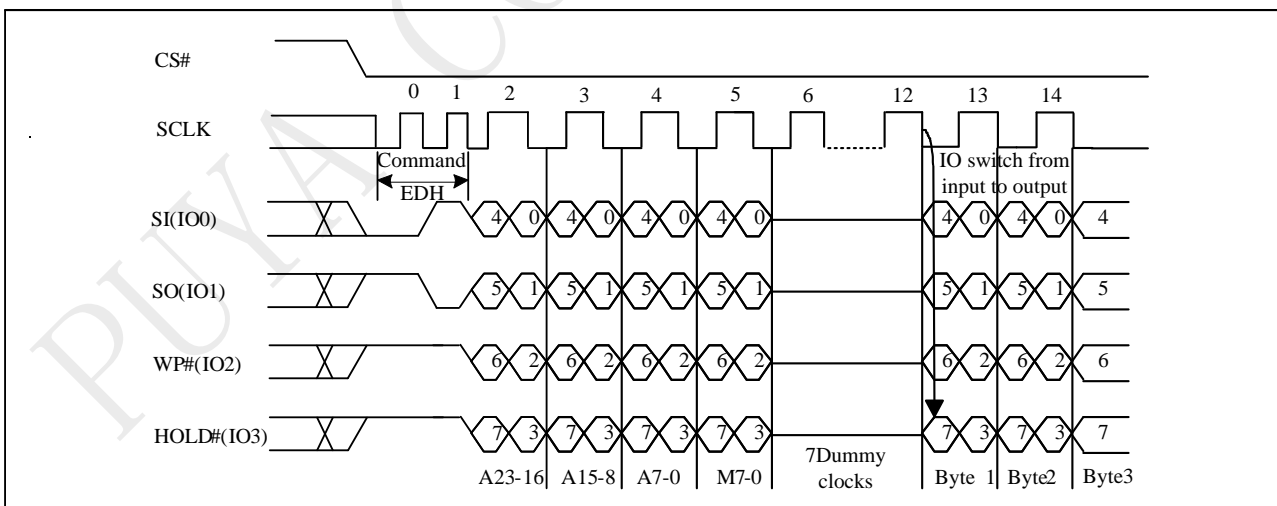 PUYA CO
CS#
0 1 2 3 4 5 6 12 13 14
SCLK
Command
EDH
IO switch from
input to output
SI(IO0)
4 0 4 0 4 0 4 0 4 0 4 0 4
SO(IO1)
5 1 5 1 5 1 5 1 5 1 5 1 5
WP#(IO2)
6 2 6 2 6 2 6 2 6 2 6 2 6
HOLD#(IO3)
7 3 7 3 7 3 7 3 7 3 7 3 7
A23-16 A15-8 A7-0 M7-0
7Dummy
clocks
Byte 1 Byte2 Byte3